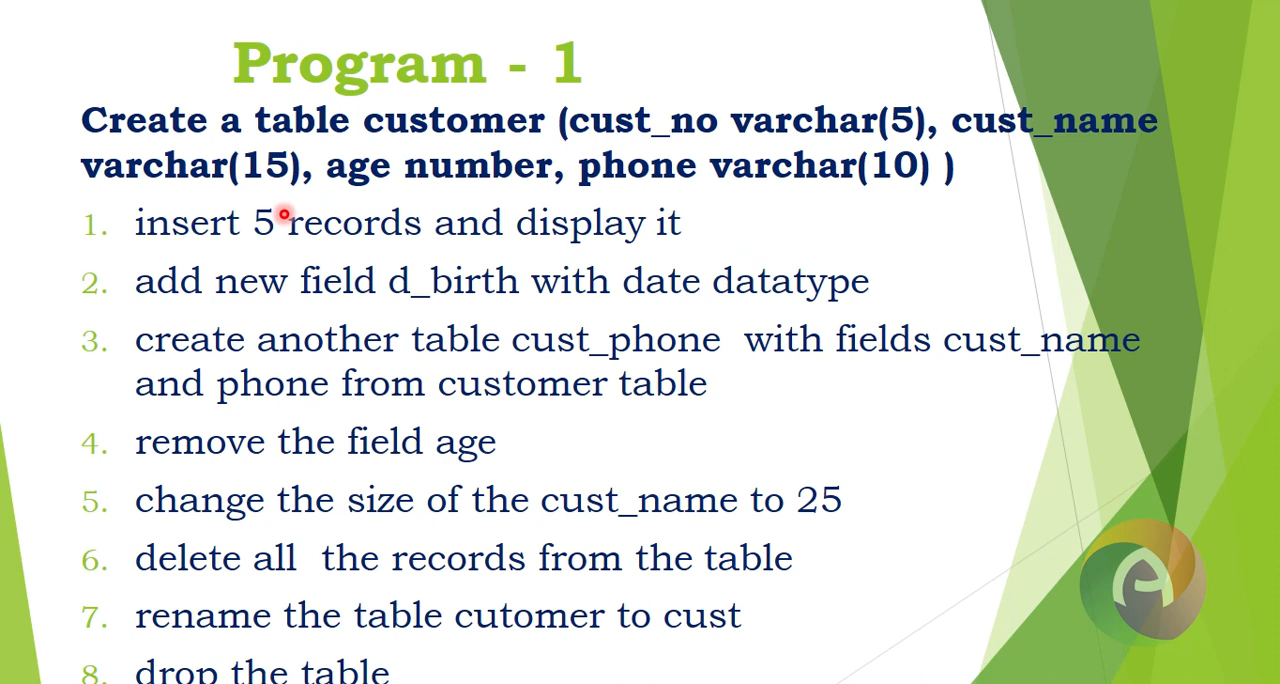 Program - 1
Create a table customer (cust_no varchar(5), cust_name
varchar(15), age number, phone varchar(10) )
1. insert 5 records and display it
2. add new field d_birth with date datatype
3. create another table cust_phone with fields cust_name
and phone from customer table
4. remove the field age
5. change the size of the cust_name to 25
6. delete all the records from the table
7. rename the table cutomer to cust
8. drop the table